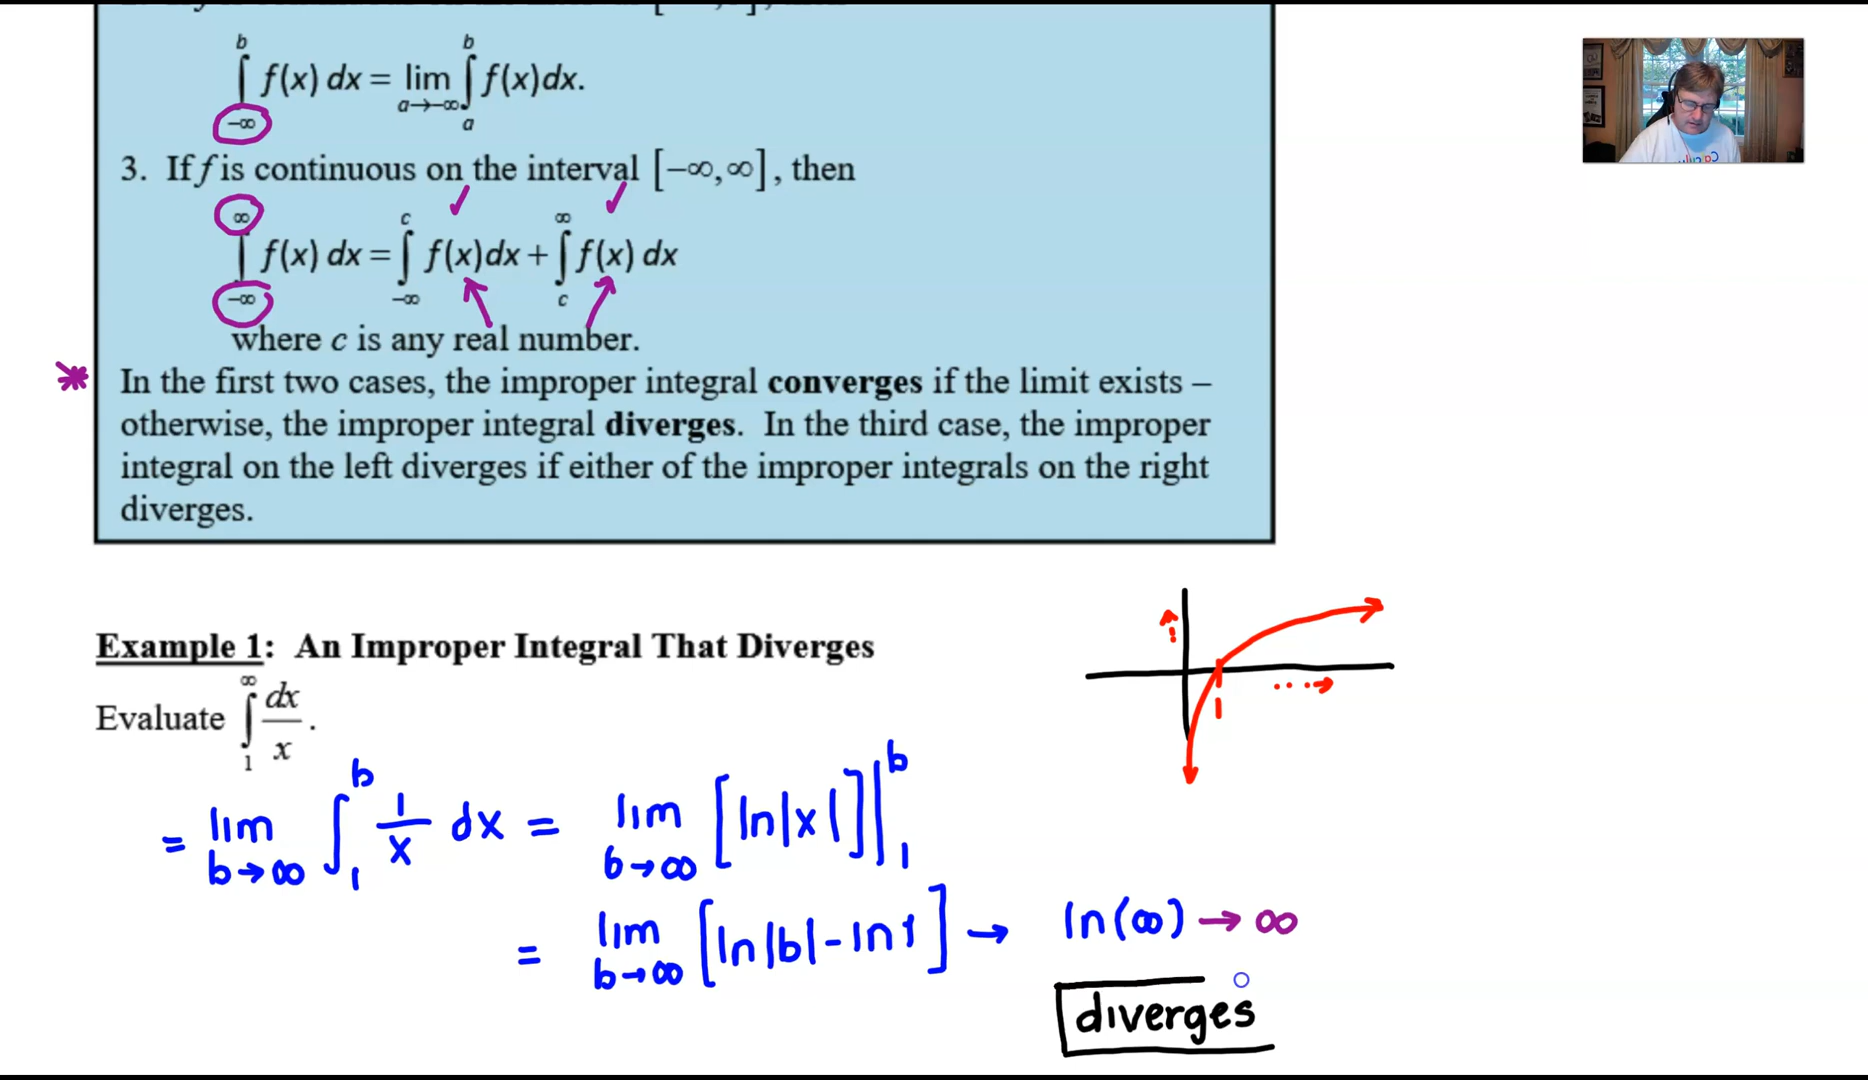 b b
∫ f(x) dx = lim ∫ f(x)dx.
-∞ a→-∞ a
3. If f is continuous on the interval [-∞,∞], then
∞ c ∞
∫ f(x) dx = ∫ f(x)dx + ∫ f(x) dx
-∞ -∞ c
where c is any real number.
* In the first two cases, the improper integral converges if the limit exists –
otherwise, the improper integral diverges. In the third case, the improper
integral on the left diverges if either of the improper integrals on the right
diverges.
Example 1: An Improper Integral That Diverges
Evaluate ∫₁^∞ dx/x .
1
= lim b→∞ ∫₁^b 1/x dx = lim b→∞ [ln|x|]|₁^b
= lim b→∞ [ln|b| - ln 1] → ln(∞) → ∞
diverges